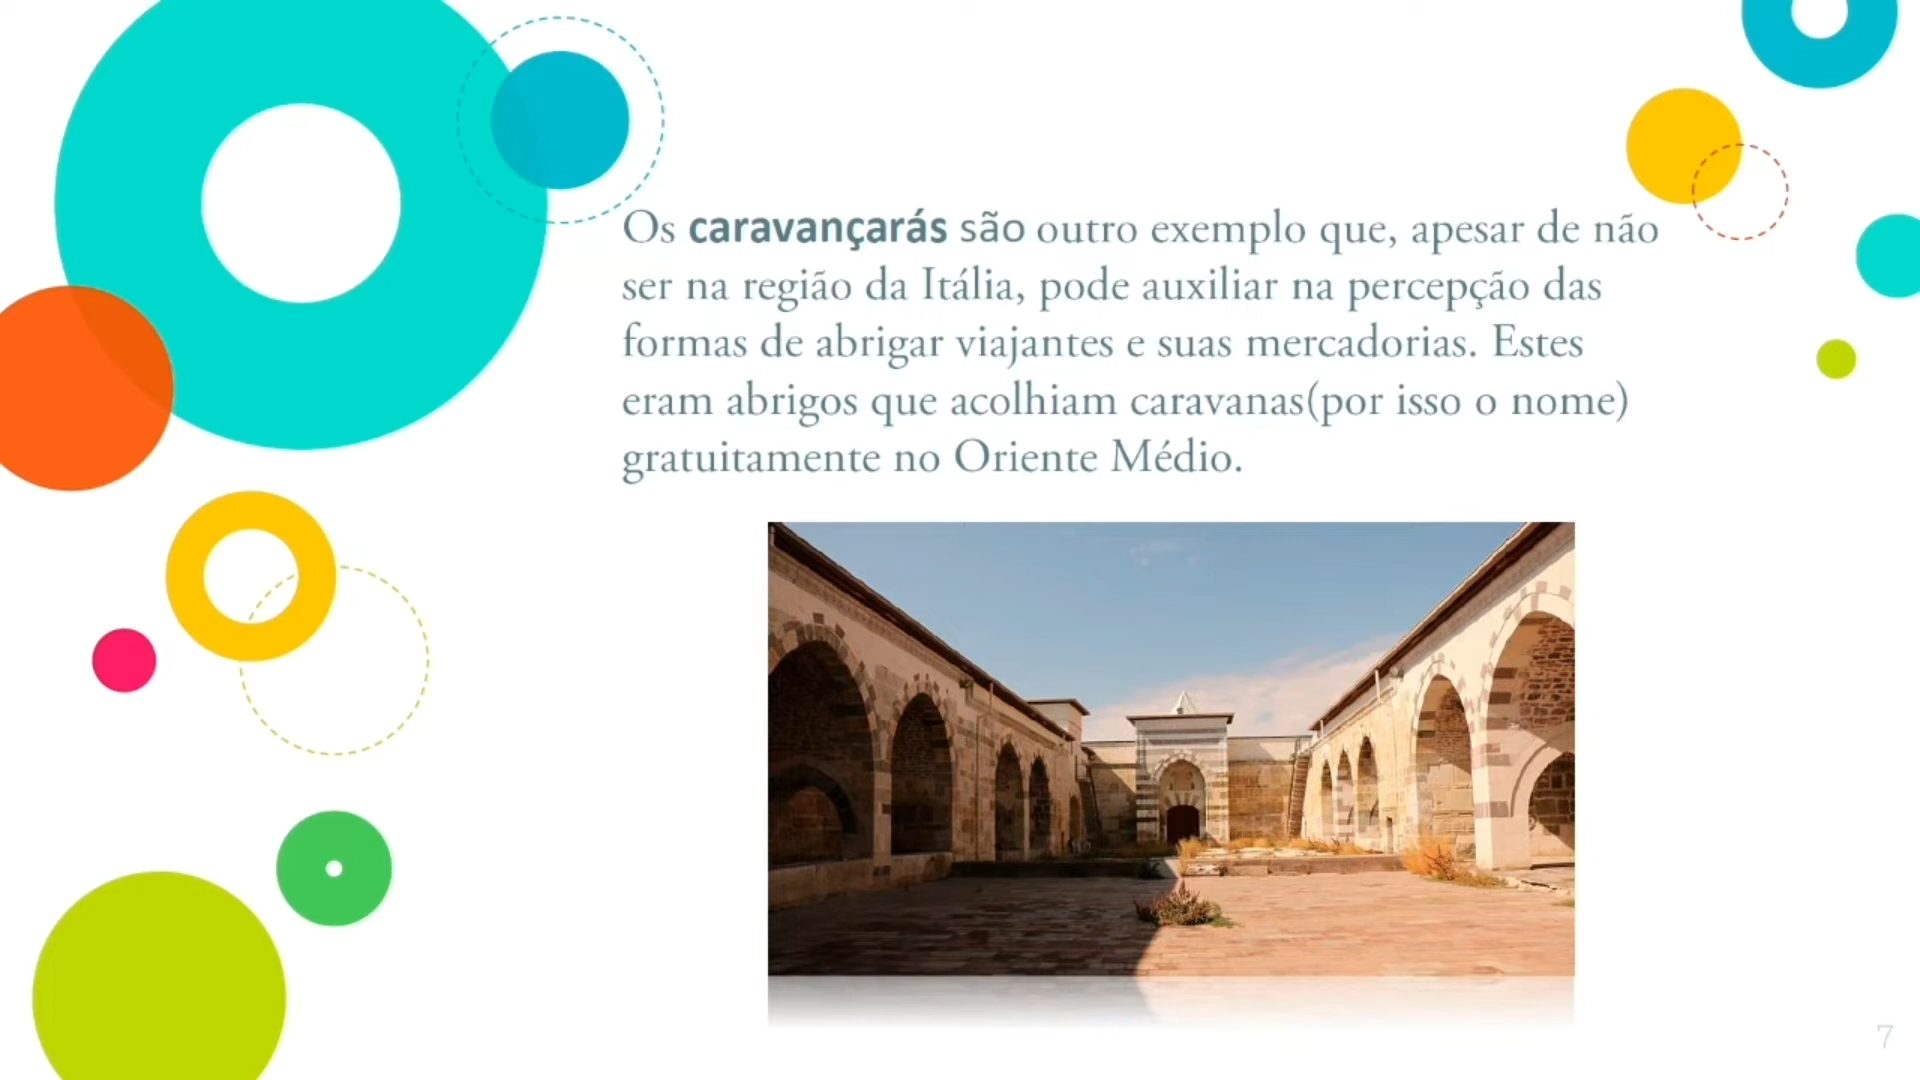 Os caravançarás são outro exemplo que, apesar de não
ser na região da Itália, pode auxiliar na percepção das
formas de abrigar viajantes e suas mercadorias. Estes
eram abrigos que acolhiam caravanas(por isso o nome)
gratuitamente no Oriente Médio.
7